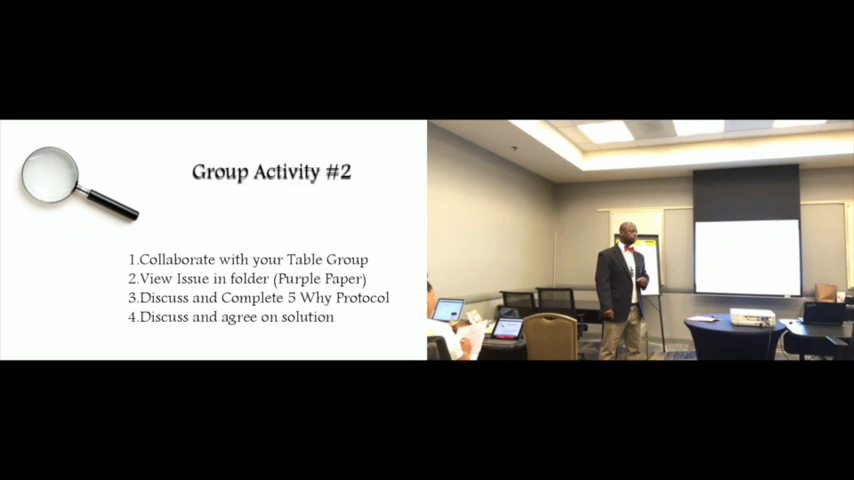 Group Activity #2
1.Collaborate with your Table Group
2.View Issue in folder (Purple Paper)
3.Discuss and Complete 5 Why Protocol
4.Discuss and agree on solution